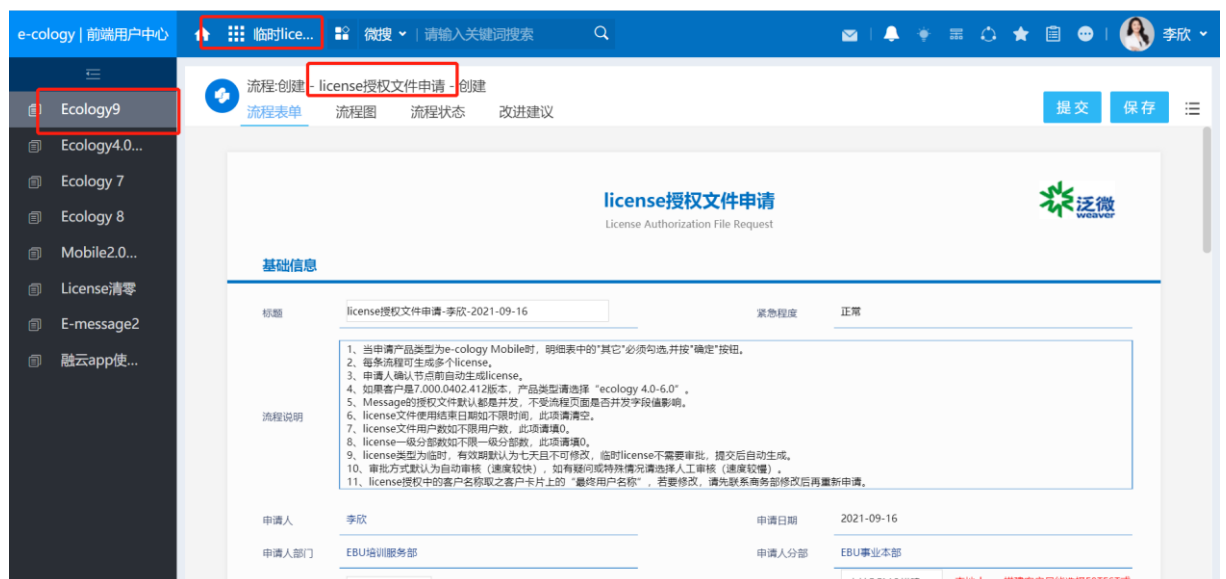 e-cology | 前端用户中心
临时lice...
微搜
请输入关键词搜索
李欣
Ecology9
Ecology4.0...
Ecology 7
Ecology 8
Mobile2.0...
License清零
E-message2
融云app使...
流程:创建 - license授权文件申请 - 创建
流程表单 流程图 流程状态 改进建议
提交 保存
license授权文件申请
License Authorization File Request
泛微
weaver
基础信息
标题 license授权文件申请-李欣-2021-09-16 紧急程度 正常
流程说明
1、当申请产品类型为e-cology Mobile时，明细表中的"其它"必须勾选,并按"确定"按钮。
2、每条流程可生成多个license。
3、申请人确认节点前自动生成license。
4、如果客户是7.000.0402.412版本，产品类型请选择“ecology 4.0-6.0”。
5、Message的授权文件默认都是并发，不受流程页面是否并发字段值影响。
6、license文件使用结束日期如不限时间，此项请清空。
7、license文件用户数如不限用户数，此项请填0。
8、license一级分部数如不限一级分部数，此项请填0。
9、license类型为临时，有效期默认为七天且不可修改，临时license不需要审批，提交后自动生成。
10、审批方式默认为自动审核（速度较快），如有疑问或特殊情况请选择人工审核（速度较慢）。
11、license授权中的客户名称取之客户卡片上的“最终用户名称”，若要修改，请先联系商务部修改后再重新申请。
申请人 李欣 申请日期 2021-09-16
申请人部门 EBU培训服务部 申请人分部 EBU事业本部